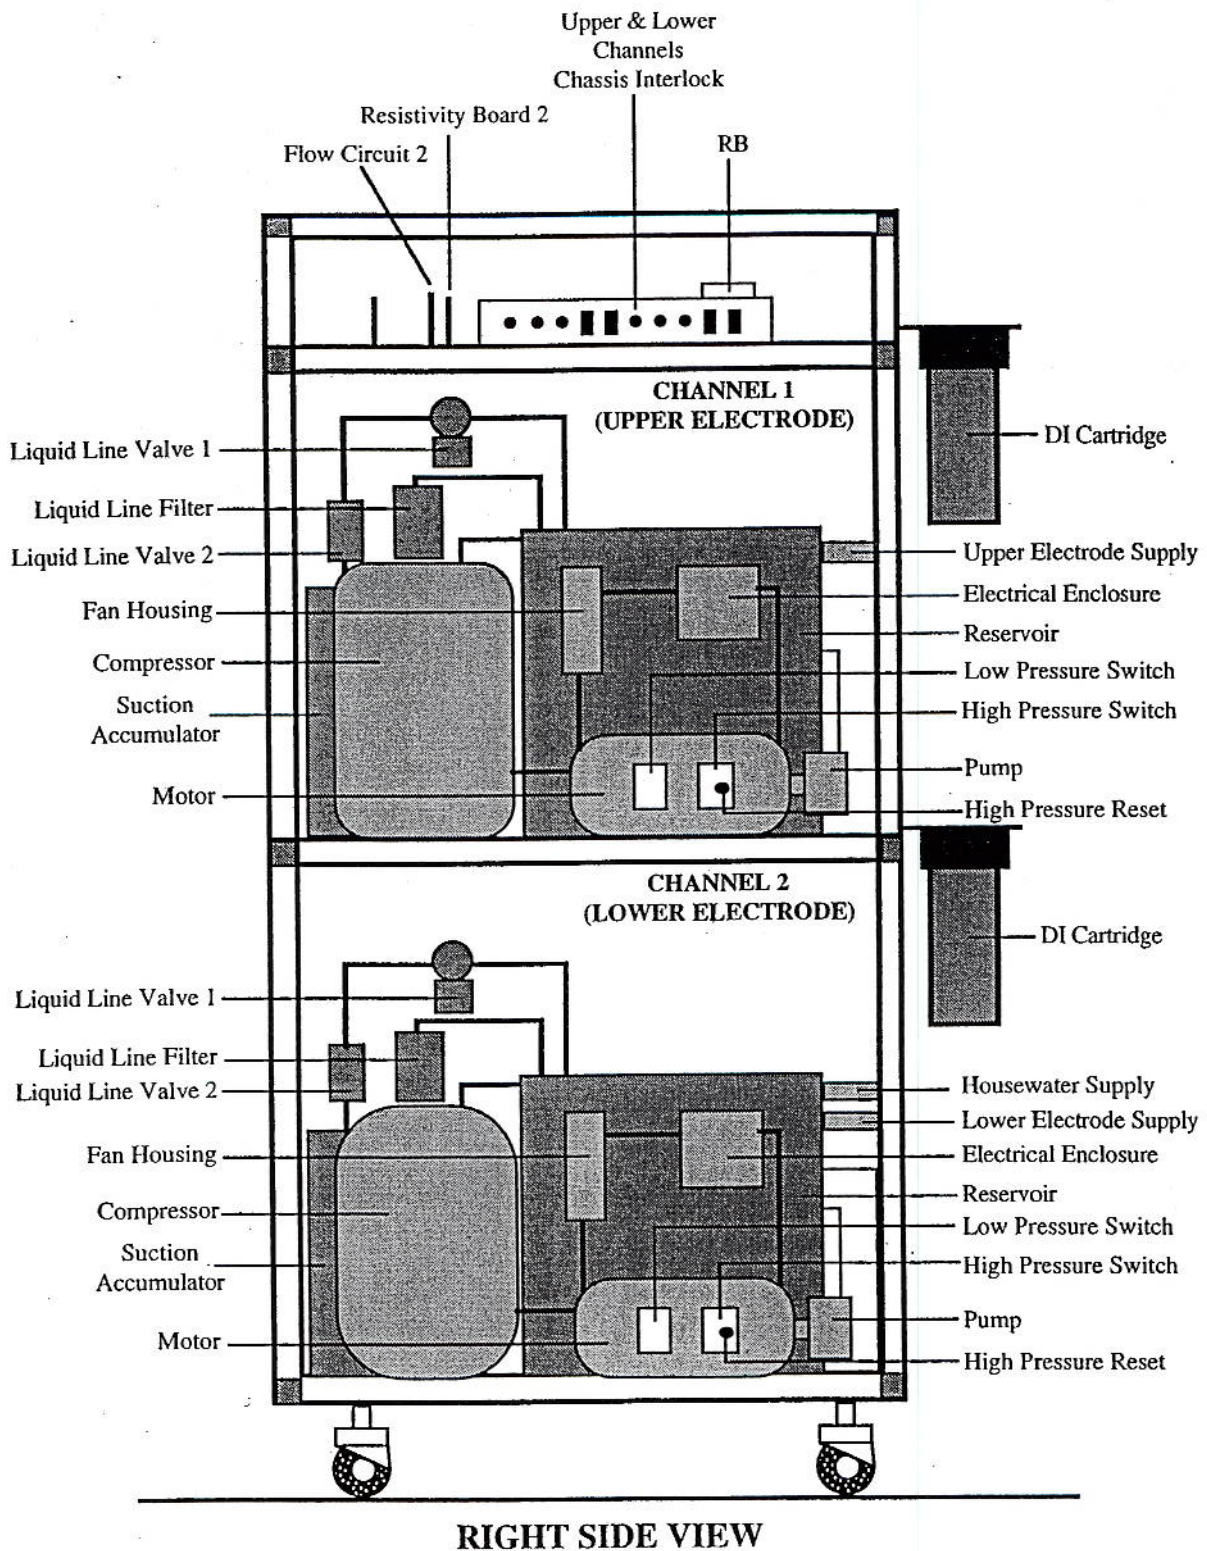 Upper & Lower
Channels
Chassis Interlock
Resistivity Board 2
Flow Circuit 2
RB
CHANNEL 1
(UPPER ELECTRODE)
Liquid Line Valve 1
Liquid Line Filter
Liquid Line Valve 2
Fan Housing
Compressor
Suction
Accumulator
Motor
DI Cartridge
Upper Electrode Supply
Electrical Enclosure
Reservoir
Low Pressure Switch
High Pressure Switch
Pump
High Pressure Reset
CHANNEL 2
(LOWER ELECTRODE)
Liquid Line Valve 1
Liquid Line Filter
Liquid Line Valve 2
Fan Housing
Compressor
Suction
Accumulator
Motor
DI Cartridge
Housewater Supply
Lower Electrode Supply
Electrical Enclosure
Reservoir
Low Pressure Switch
High Pressure Switch
Pump
High Pressure Reset
RIGHT SIDE VIEW